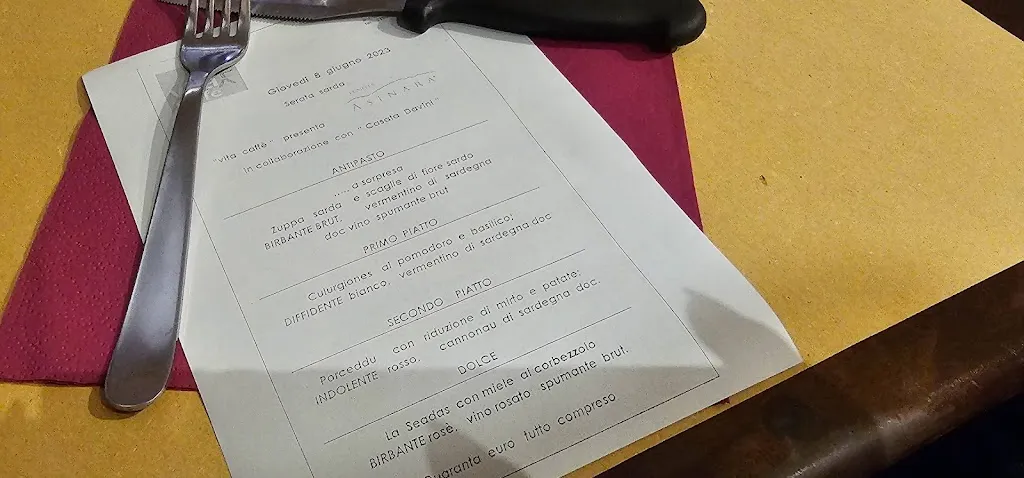 Giovedì 8 giugno 2023
Serata sarda
ASINARA
"vita caffè" presenta
in collaborazione con " Casata Davini"
ANTIPASTO
.....a sorpresa
Zuppa sarda e scaglie di fiore sardo
BIRBANTE BRUT, vermentino di sardegna
doc vino spumante brut
PRIMO PIATTO
Culurgiones al pomodoro e basilico;
DIFFIDENTE bianco, vermentino di sardegna doc
SECONDO PIATTO
Porceddu con riduzione di mirto e patate;
INDOLENTE rosso, cannonau di sardegna doc.
DOLCE
La Seadas con miele al corbezzolo
BIRBANTE rosè, vino rosato spumante brut.
Quaranta euro tutto compreso